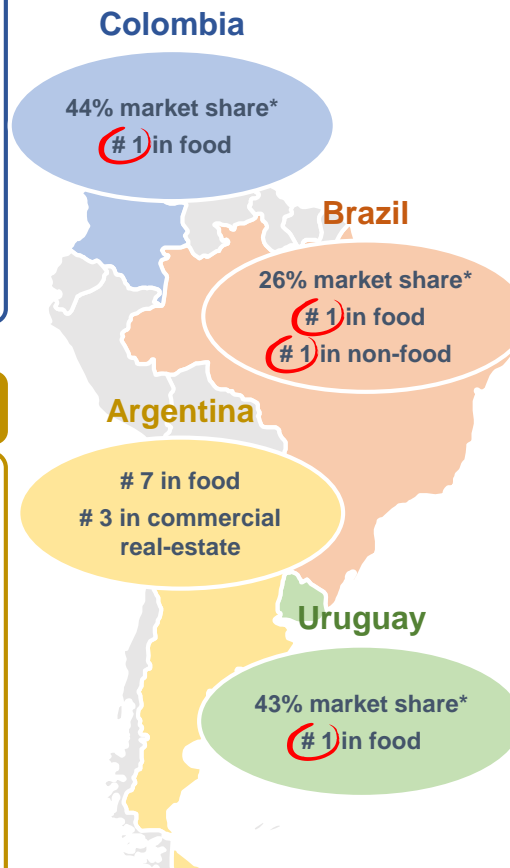 Colombia
44% market share*
# 1 in food
Brazil
26% market share*
# 1 in food
# 1 in non-food
Argentina
# 7 in food
# 3 in commercial
real-estate
Uruguay
43% market share*
# 1 in food